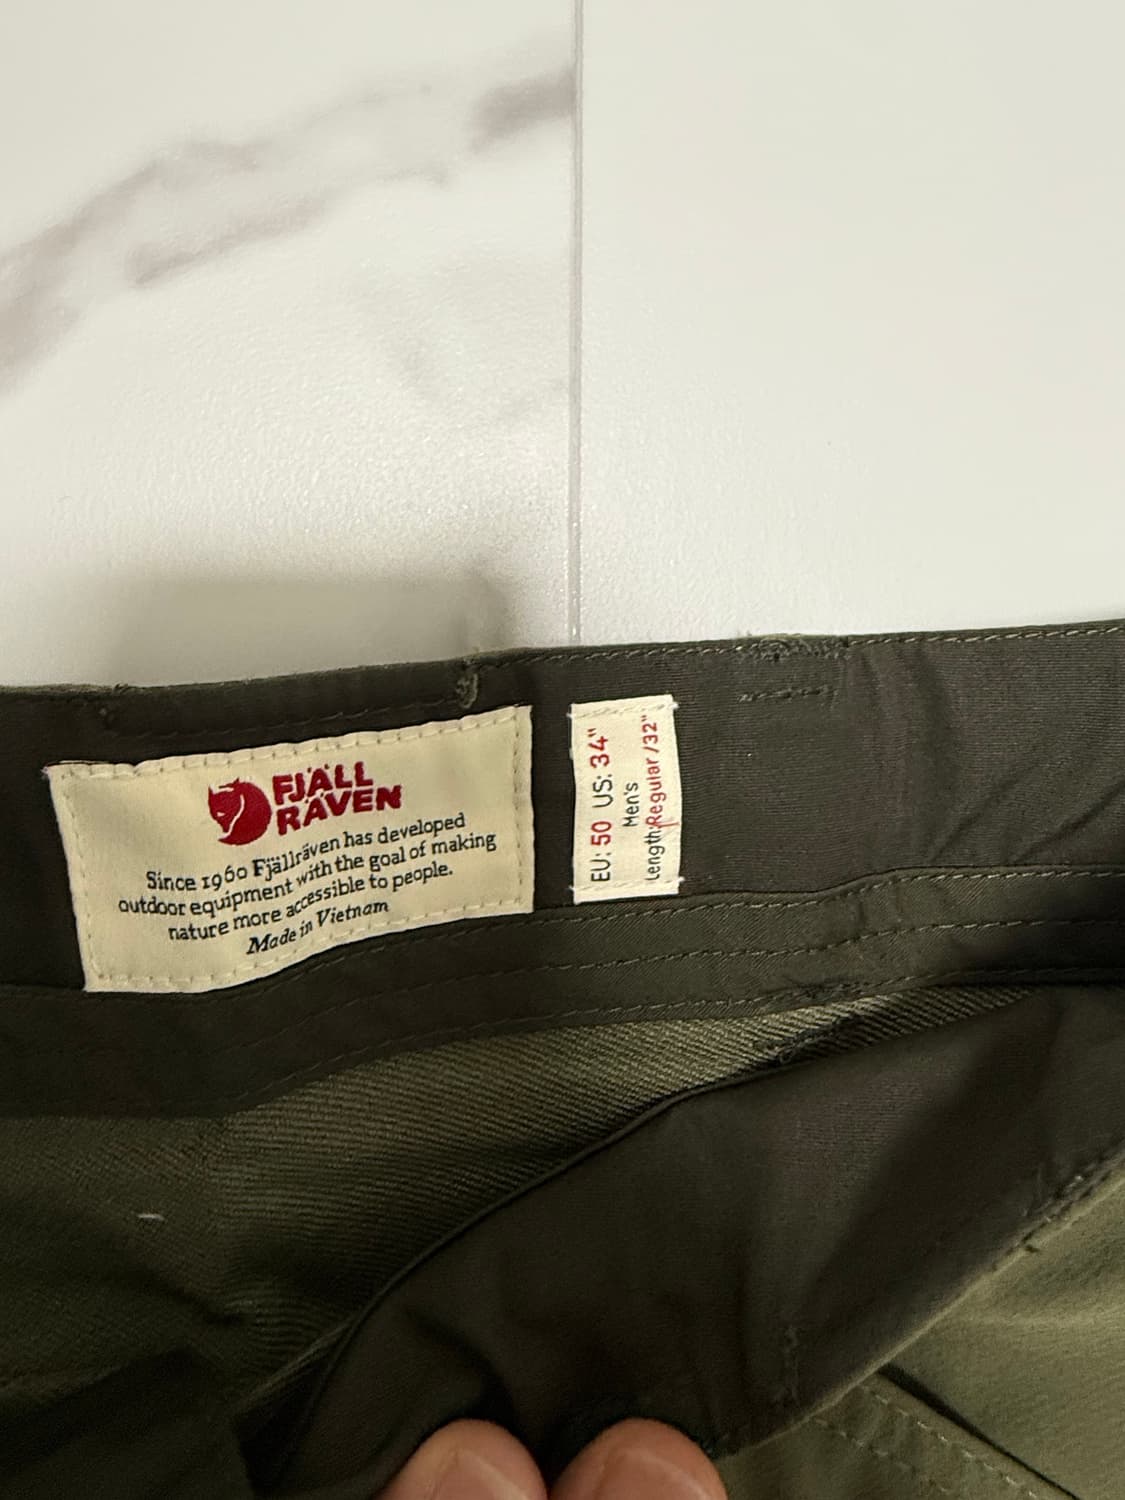 FJÄLL
RÄVEN
Since 1960 Fjällräven has developed
outdoor equipment with the goal of making
nature more accessible to people.
Made in Vietnam
EU: 50 US: 34"
Men's
Length:Regular /32"